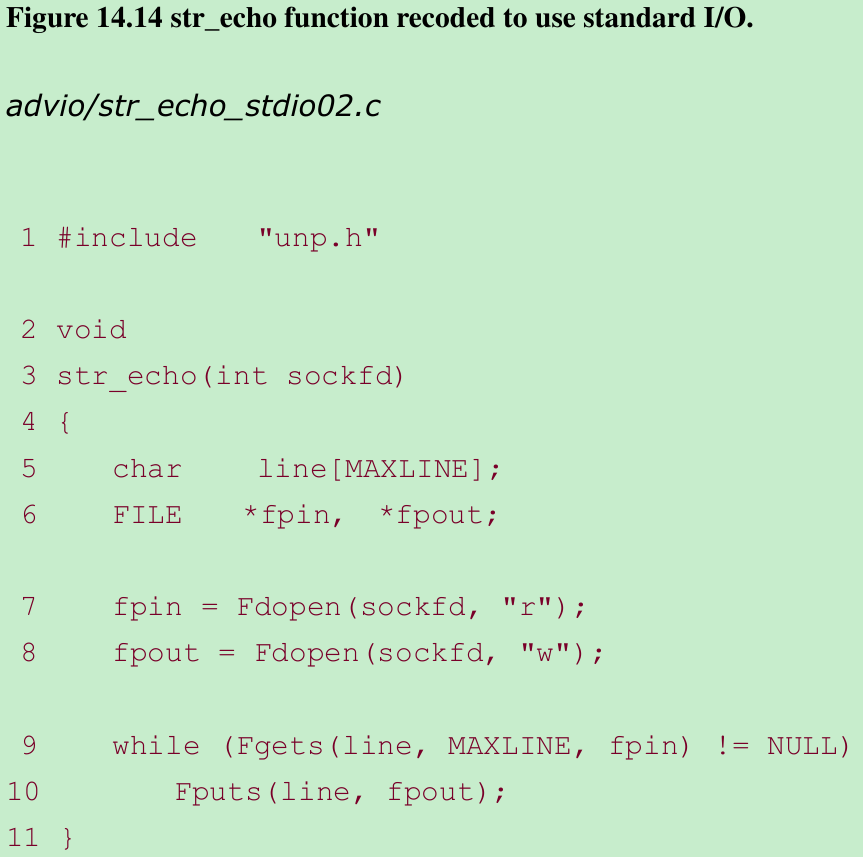 Figure 14.14 str_echo function recoded to use standard I/O.
advio/str_echo_stdio02.c
1 #include "unp.h"
2 void
3 str_echo(int sockfd)
4 {
5 char line[MAXLINE];
6 FILE *fpin, *fpout;
7 fpin = Fdopen(sockfd, "r");
8 fpout = Fdopen(sockfd, "w");
9 while (Fgets(line, MAXLINE, fpin) != NULL)
10 Fputs(line, fpout);
11 }